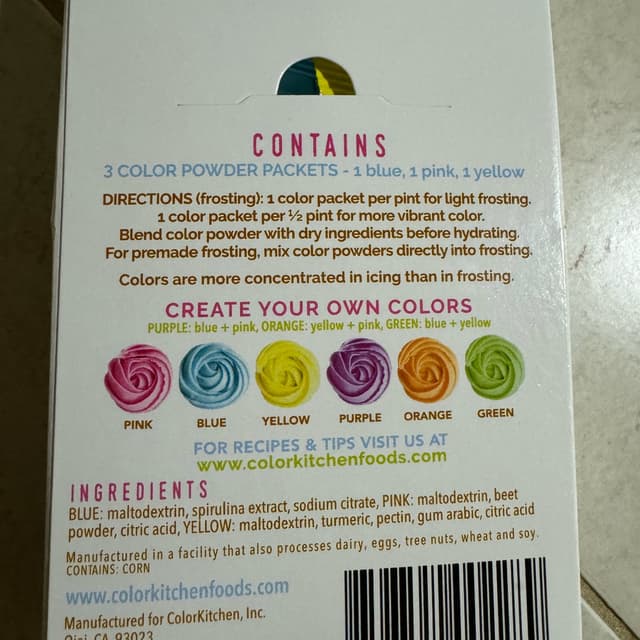 CONTAINS
3 COLOR POWDER PACKETS - 1 blue, 1 pink, 1 yellow
DIRECTIONS (frosting): 1 color packet per pint for light frosting.
1 color packet per ½ pint for more vibrant color.
Blend color powder with dry ingredients before hydrating.
For premade frosting, mix color powders directly into frosting.
Colors are more concentrated in icing than in frosting.
CREATE YOUR OWN COLORS
PURPLE: blue + pink, ORANGE: yellow + pink, GREEN: blue + yellow
PINK BLUE YELLOW PURPLE ORANGE GREEN
FOR RECIPES & TIPS VISIT US AT
www.colorkitchenfoods.com
INGREDIENTS
BLUE: maltodextrin, spirulina extract, sodium citrate, PINK: maltodextrin, beet
powder, citric acid, YELLOW: maltodextrin, turmeric, pectin, gum arabic, citric acid
Manufactured in a facility that also processes dairy, eggs, tree nuts, wheat and soy.
CONTAINS: CORN
www.colorkitchenfoods.com
Manufactured for ColorKitchen, Inc.
Ojai, CA 93023